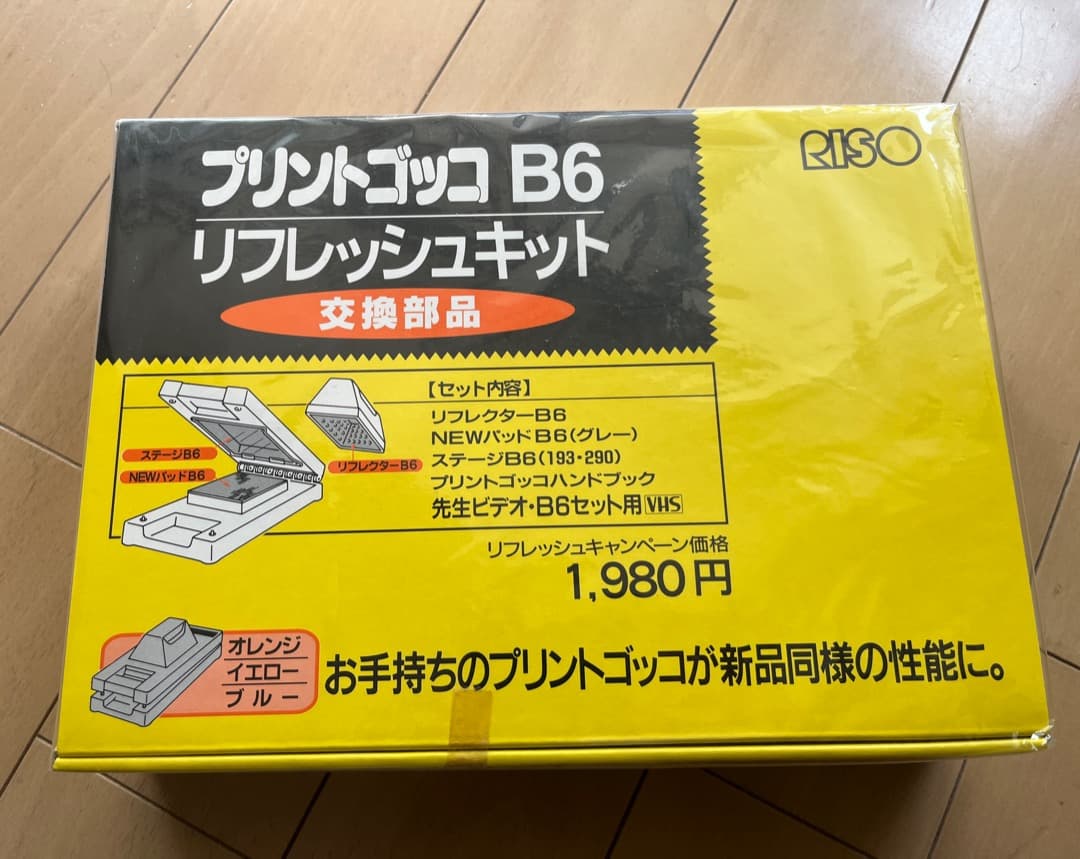 RISO
プリントゴッコ B6
リフレッシュキット
交換部品
【セット内容】
リフレクターB6
NEWパッドB6(グレー)
ステージB6(193・290)
プリントゴッコハンドブック
先生ビデオ・B6セット用VHS
ステージB6
NEWパッドB6
リフレクターB6
リフレッシュキャンペーン価格
1,980円
オレンジ
イエロー
ブルー
お手持ちのプリントゴッコが新品同様の性能に。